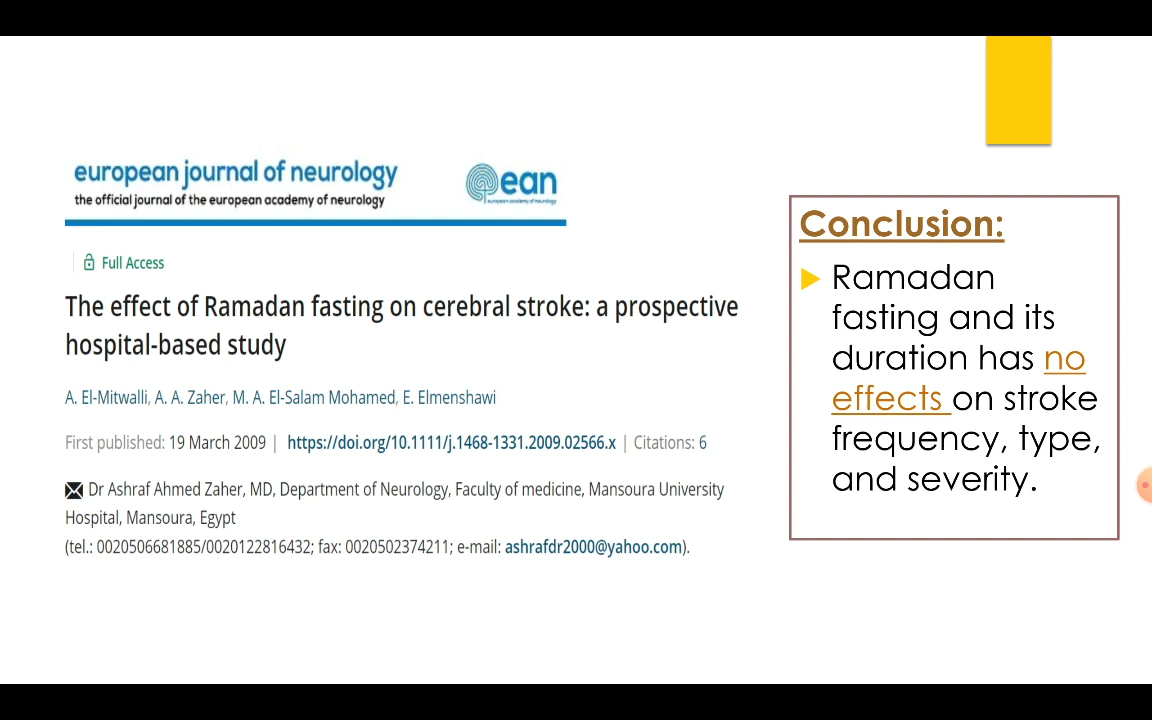 european journal of neurology
the official journal of the european academy of neurology
ean
european academy of neurology
Full Access
The effect of Ramadan fasting on cerebral stroke: a prospective
hospital-based study
A. El-Mitwalli, A. A. Zaher, M. A. El-Salam Mohamed, E. Elmenshawi
First published: 19 March 2009 | https://doi.org/10.1111/j.1468-1331.2009.02566.x | Citations: 6
Dr Ashraf Ahmed Zaher, MD, Department of Neurology, Faculty of medicine, Mansoura University
Hospital, Mansoura, Egypt
(tel.: 0020506681885/0020122816432; fax: 0020502374211; e-mail: ashrafdr2000@yahoo.com).
Conclusion:
Ramadan
fasting and its
duration has no
effects on stroke
frequency, type,
and severity.